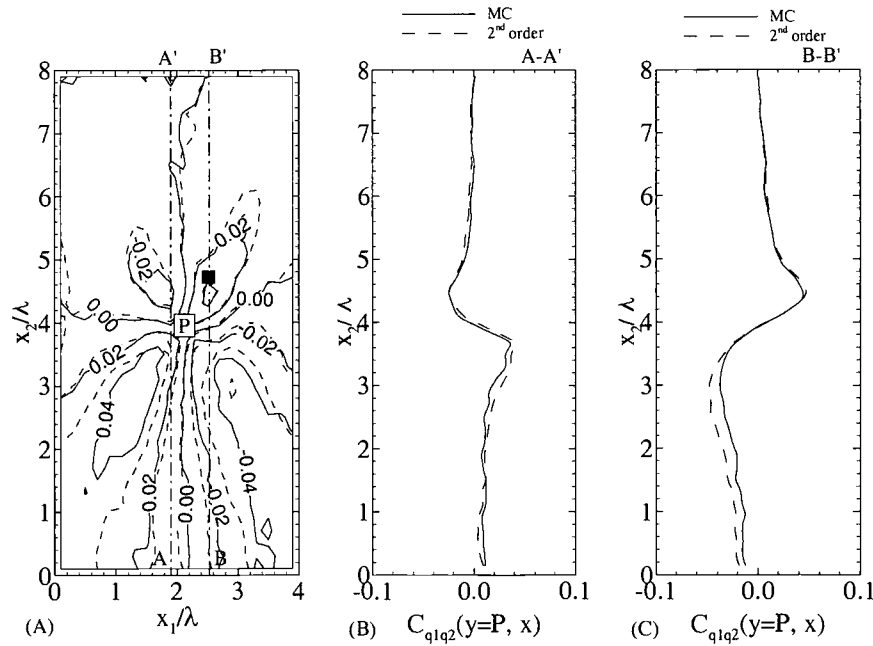 MC
2nd order
A-A'
MC
2nd order
B-B'
A'
B'
8
7
6
5
4
3
2
1
0
x2/λ
-0.02
0.02
0.00
0.00
P
-0.02
0.02
0.04
-0.04
0.02
0.00
-0.02
A
B
0
1
2
3
4
x1/λ
(A)
8
7
6
5
4
3
2
1
0
x2/λ
-0.1
0.0
0.1
(B)
Cq1q2(y=P, x)
8
7
6
5
4
3
2
1
0
x2/λ
-0.1
0.0
0.1
(C)
Cq1q2(y=P, x)